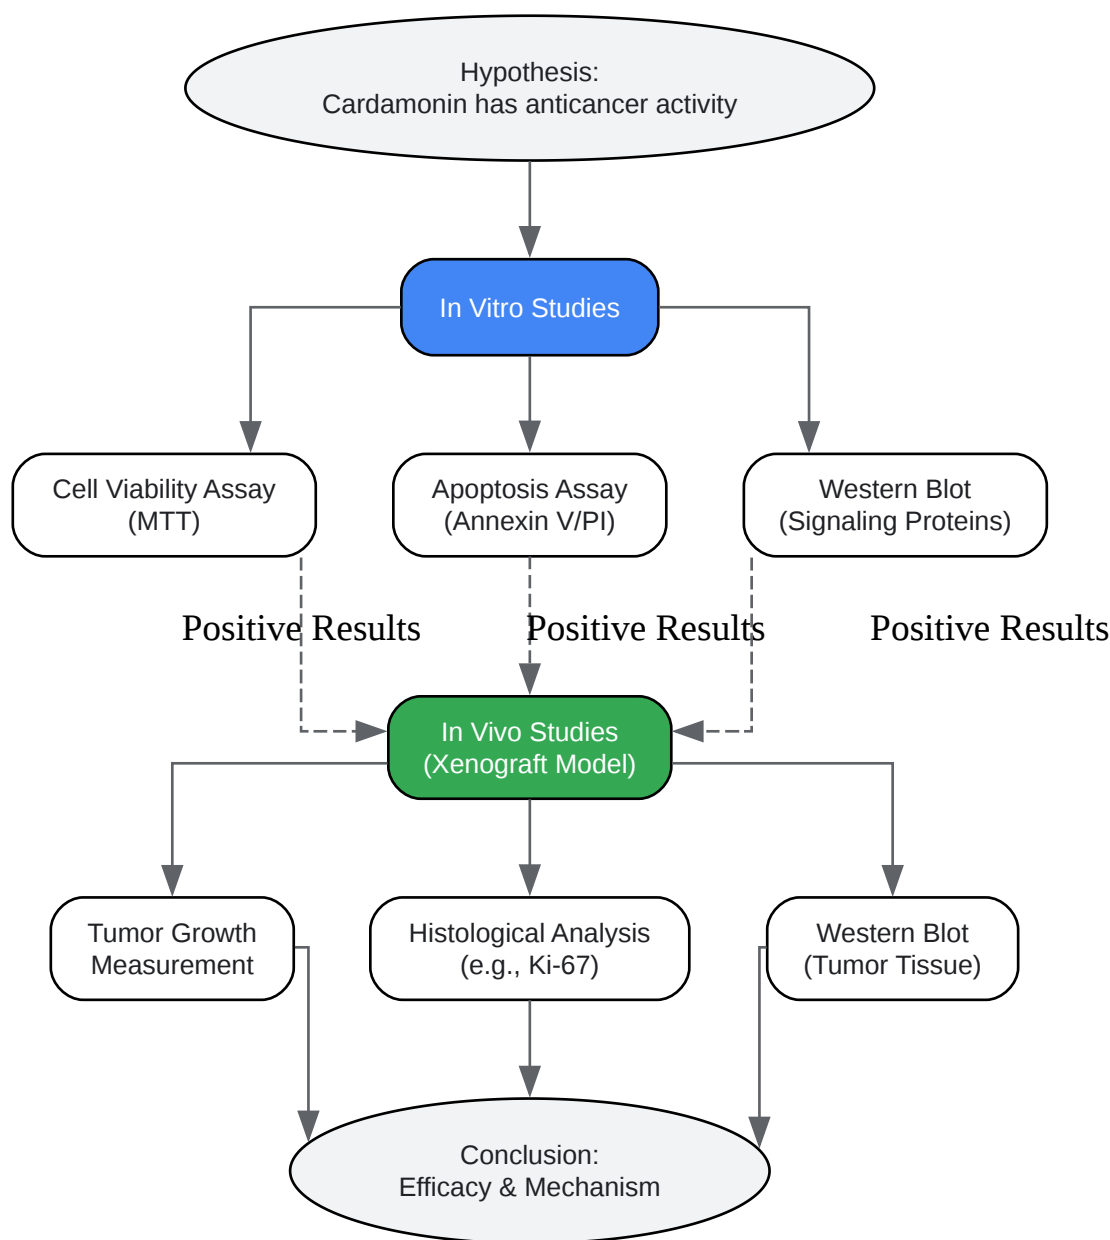 Hypothesis:
Cardamonin has anticancer activity
In Vitro Studies
Cell Viability Assay
(MTT)
Apoptosis Assay
(Annexin V/PI)
Western Blot
(Signaling Proteins)
Positive Results
Positive Results
Positive Results
In Vivo Studies
(Xenograft Model)
Tumor Growth
Measurement
Histological Analysis
(e.g., Ki-67)
Western Blot
(Tumor Tissue)
Conclusion:
Efficacy & Mechanism